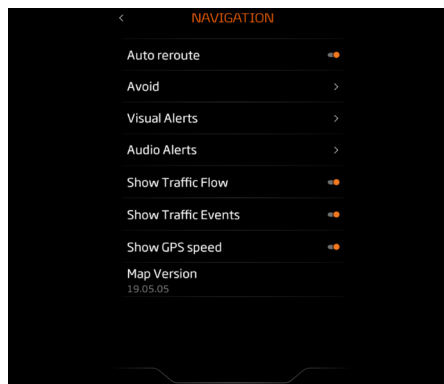 NAVIGATION
Auto reroute
Avoid
Visual Alerts
Audio Alerts
Show Traffic Flow
Show Traffic Events
Show GPS speed
Map Version
19.05.05